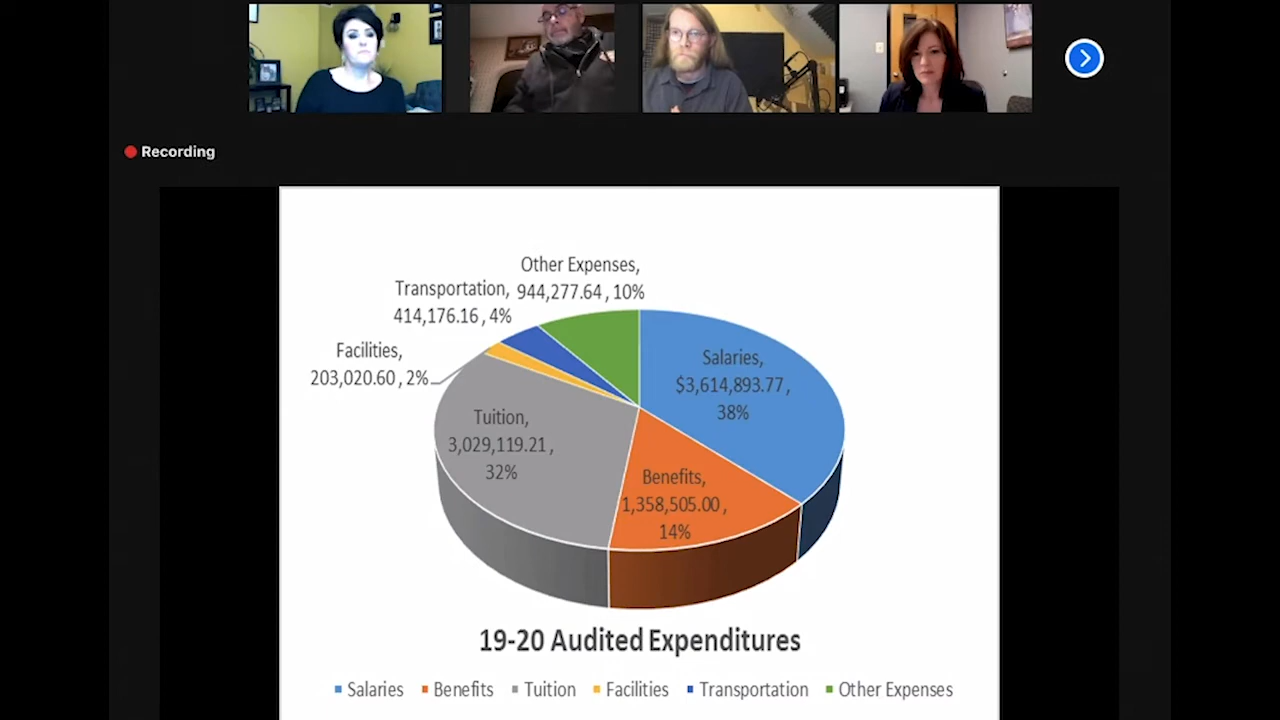 Recording
Other Expenses,
944,277.64 , 10%
Transportation,
414,176.16 , 4%
Facilities,
203,020.60 , 2%
Salaries,
$3,614,893.77 ,
38%
Tuition,
3,029,119.21 ,
32%
Benefits,
1,358,505.00 ,
14%
19-20 Audited Expenditures
Salaries Benefits Tuition Facilities Transportation Other Expenses